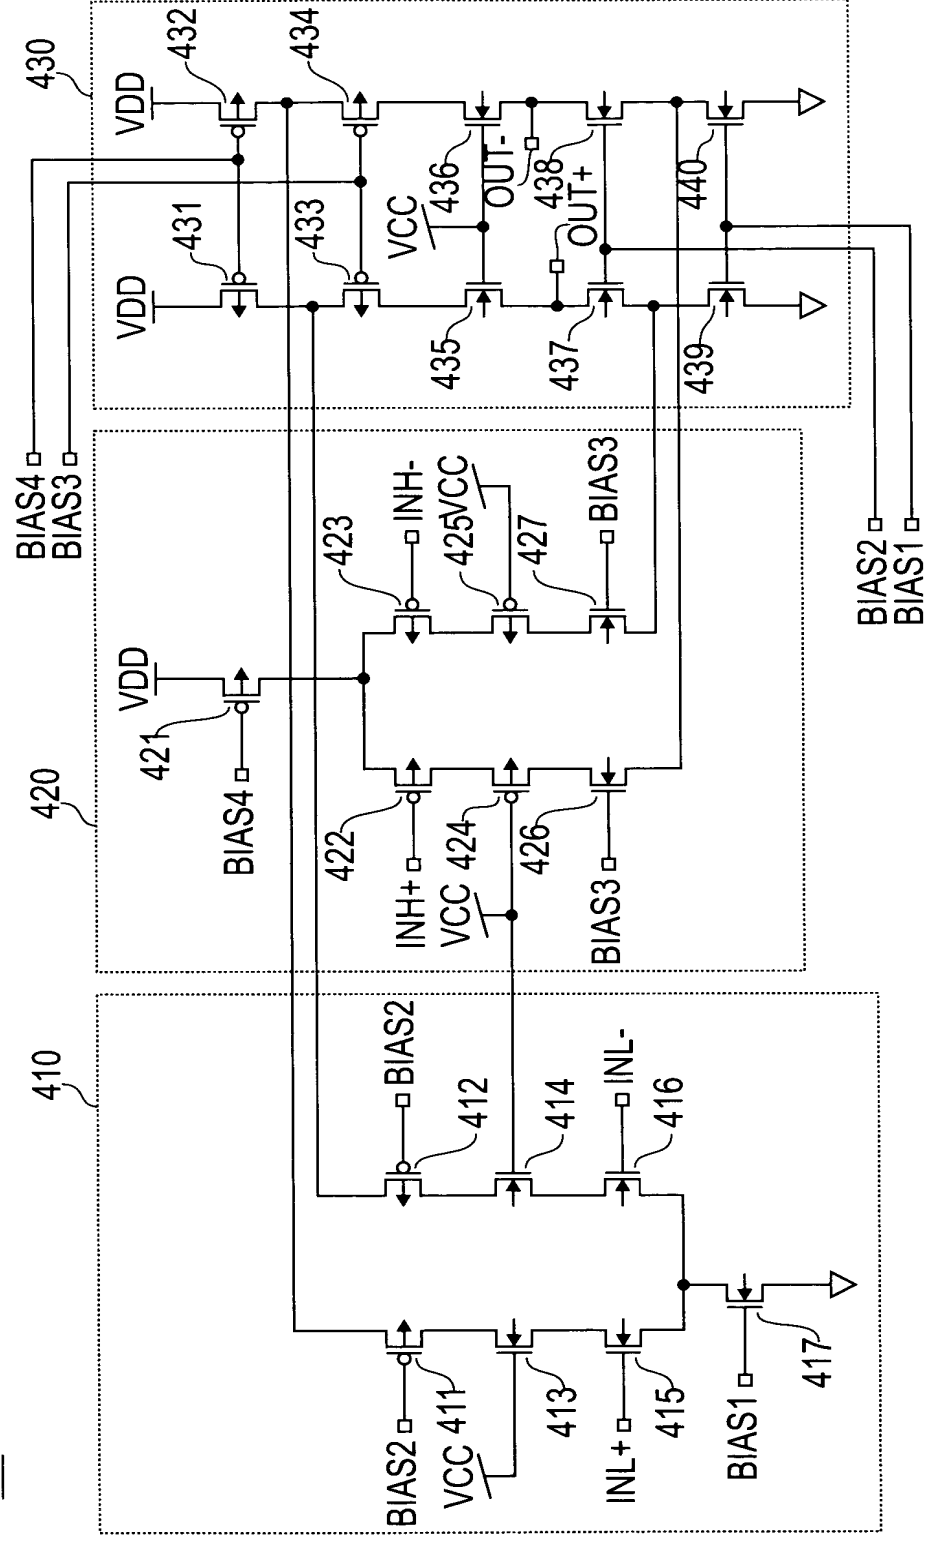 410
BIAS2
411
BIAS2
412
VCC
413
414
INL+
415
INL-
416
BIAS1
417
420
VDD
421
BIAS4
422
INH+
423
INH-
424
VCC
425
VCC
426
BIAS3
427
BIAS3
430
BIAS4
BIAS3
VDD
431
VDD
432
433
434
VCC
435
436
OUT-
437
438
OUT+
439
440
BIAS2
BIAS1